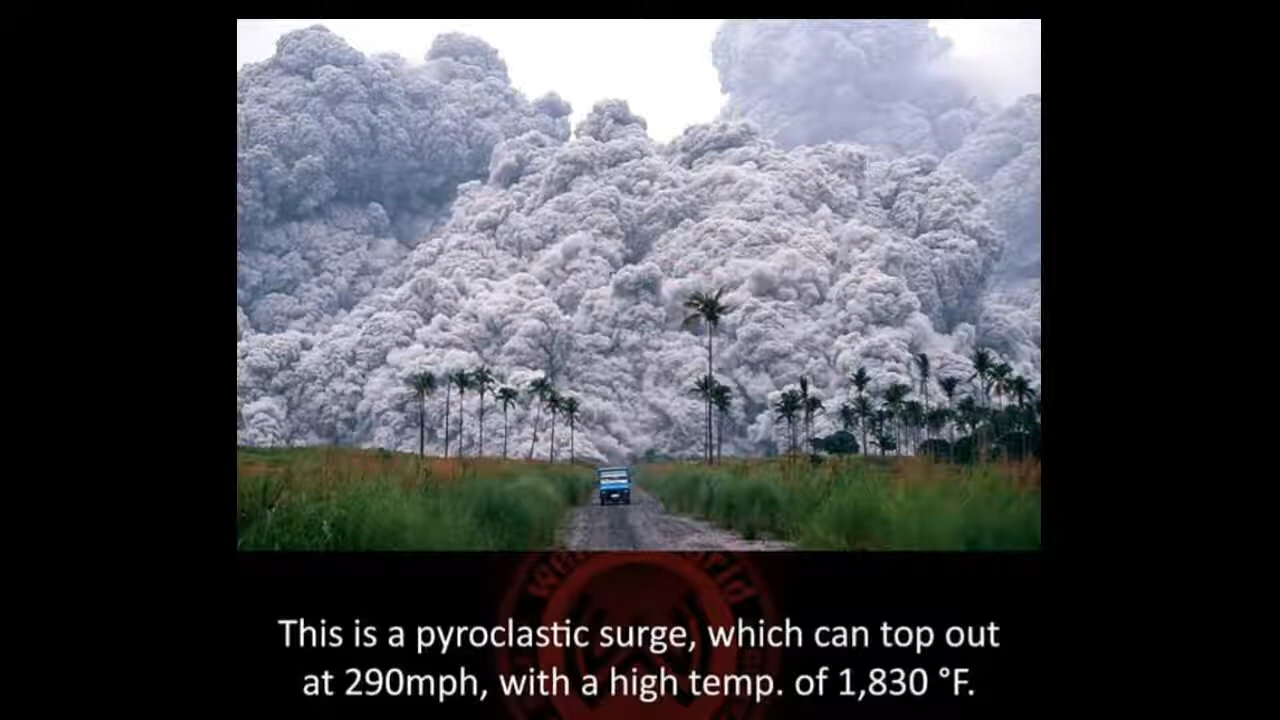 This is a pyroclastic surge, which can top out
at 290mph, with a high temp. of 1,830 °F.